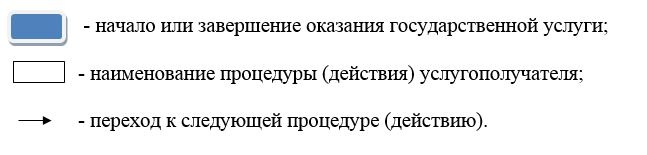 - начало или завершение оказания государственной услуги;
- наименование процедуры (действия) услугополучателя;
- переход к следующей процедуре (действию).